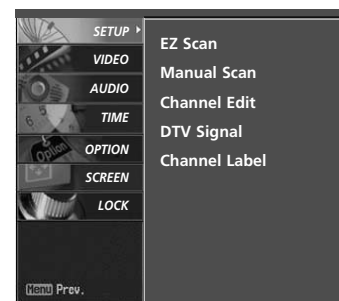 SETUP
VIDEO
AUDIO
TIME
OPTION
SCREEN
LOCK
Menu Prev.
EZ Scan
Manual Scan
Channel Edit
DTV Signal
Channel Label